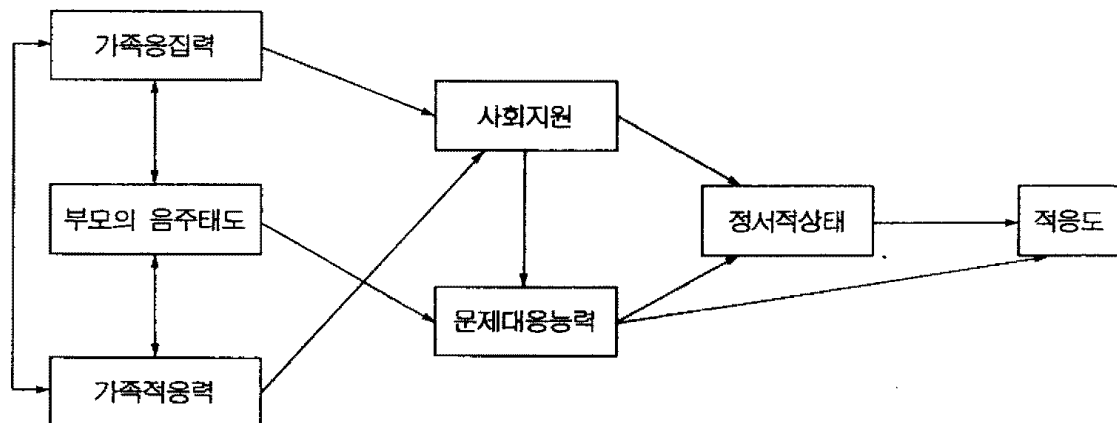 가족응집력
사회지원
부모의 음주태도
정서적상태
적응도
문제대응능력
가족적응력